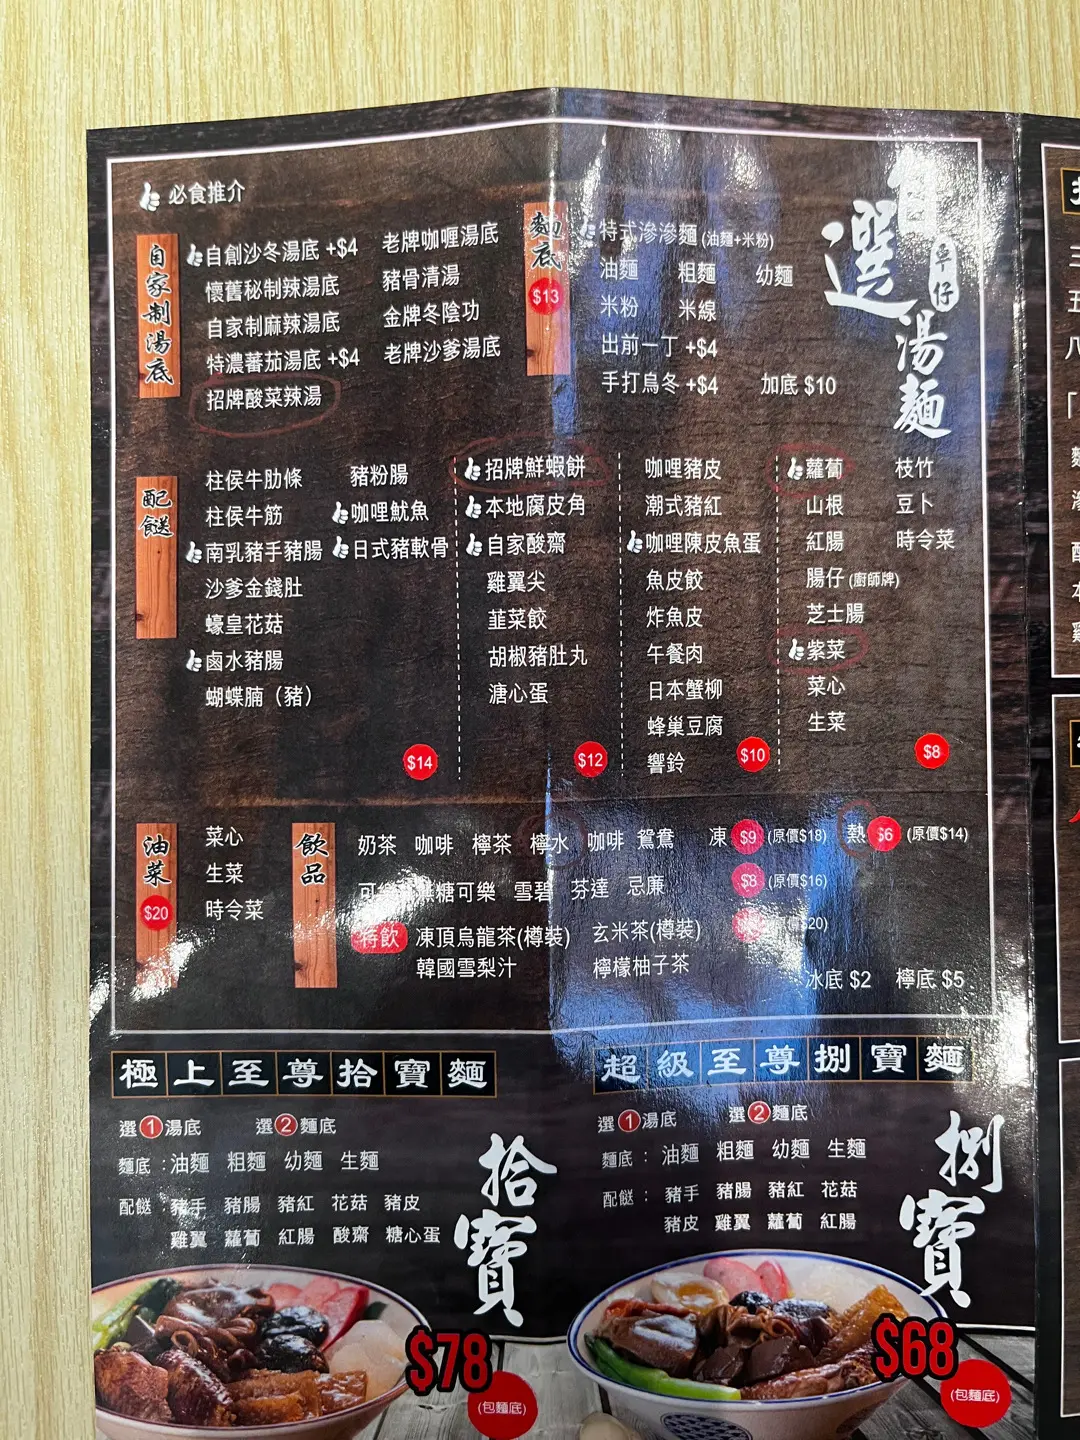 必食推介
自家制湯底
自創沙冬湯底 +$4
懷舊秘制辣湯底
自家制麻辣湯底
特濃蕃茄湯底 +$4
招牌酸菜辣湯
老牌咖喱湯底
豬骨清湯
金牌冬陰功
老牌沙爹湯底
麵底
$13
特式滲滲麵 (油麵+米粉)
油麵 粗麵 幼麵
米粉 米線
出前一丁 +$4
手打烏冬 +$4 加底 $10
自選
車仔
湯麵
配餸
柱侯牛肋條
柱侯牛筋
南乳豬手豬腸
沙爹金錢肚
蠔皇花菇
鹵水豬腸
蝴蝶腩（豬）
豬粉腸
咖哩魷魚
日式豬軟骨
$14
招牌鮮蝦餅
本地腐皮角
自家酸齋
雞翼尖
韮菜餃
胡椒豬肚丸
溏心蛋
$12
咖哩豬皮
潮式豬紅
咖哩陳皮魚蛋
魚皮餃
炸魚皮
午餐肉
日本蟹柳
蜂巢豆腐
響鈴
$10
蘿蔔
山根
紅腸
腸仔 (廚師牌)
芝士腸
紫菜
菜心
生菜
枝竹
豆卜
時令菜
$8
油菜
$20
菜心
生菜
時令菜
飲品
奶茶 咖啡 檸茶 檸水 咖啡 鴛鴦 凍 $9 (原價$18) 熱 $6 (原價$14)
可樂 無糖可樂 雪碧 芬達 忌廉 $8 (原價$16)
特飲 凍頂烏龍茶(樽裝) 玄米茶(樽裝)
韓國雪梨汁 檸檬柚子茶
冰底 $2 檸底 $5
極上至尊拾寶麵
選1湯底 選2麵底
麵底：油麵 粗麵 幼麵 生麵
配餸：豬手 豬腸 豬紅 花菇 豬皮
雞翼 蘿蔔 紅腸 酸齋 糖心蛋
拾寶
$78
(包麵底)
超級至尊捌寶麵
選1湯底 選2麵底
麵底：油麵 粗麵 幼麵 生麵
配餸：豬手 豬腸 豬紅 花菇
豬皮 雞翼 蘿蔔 紅腸
捌寶
$68
(包麵底)